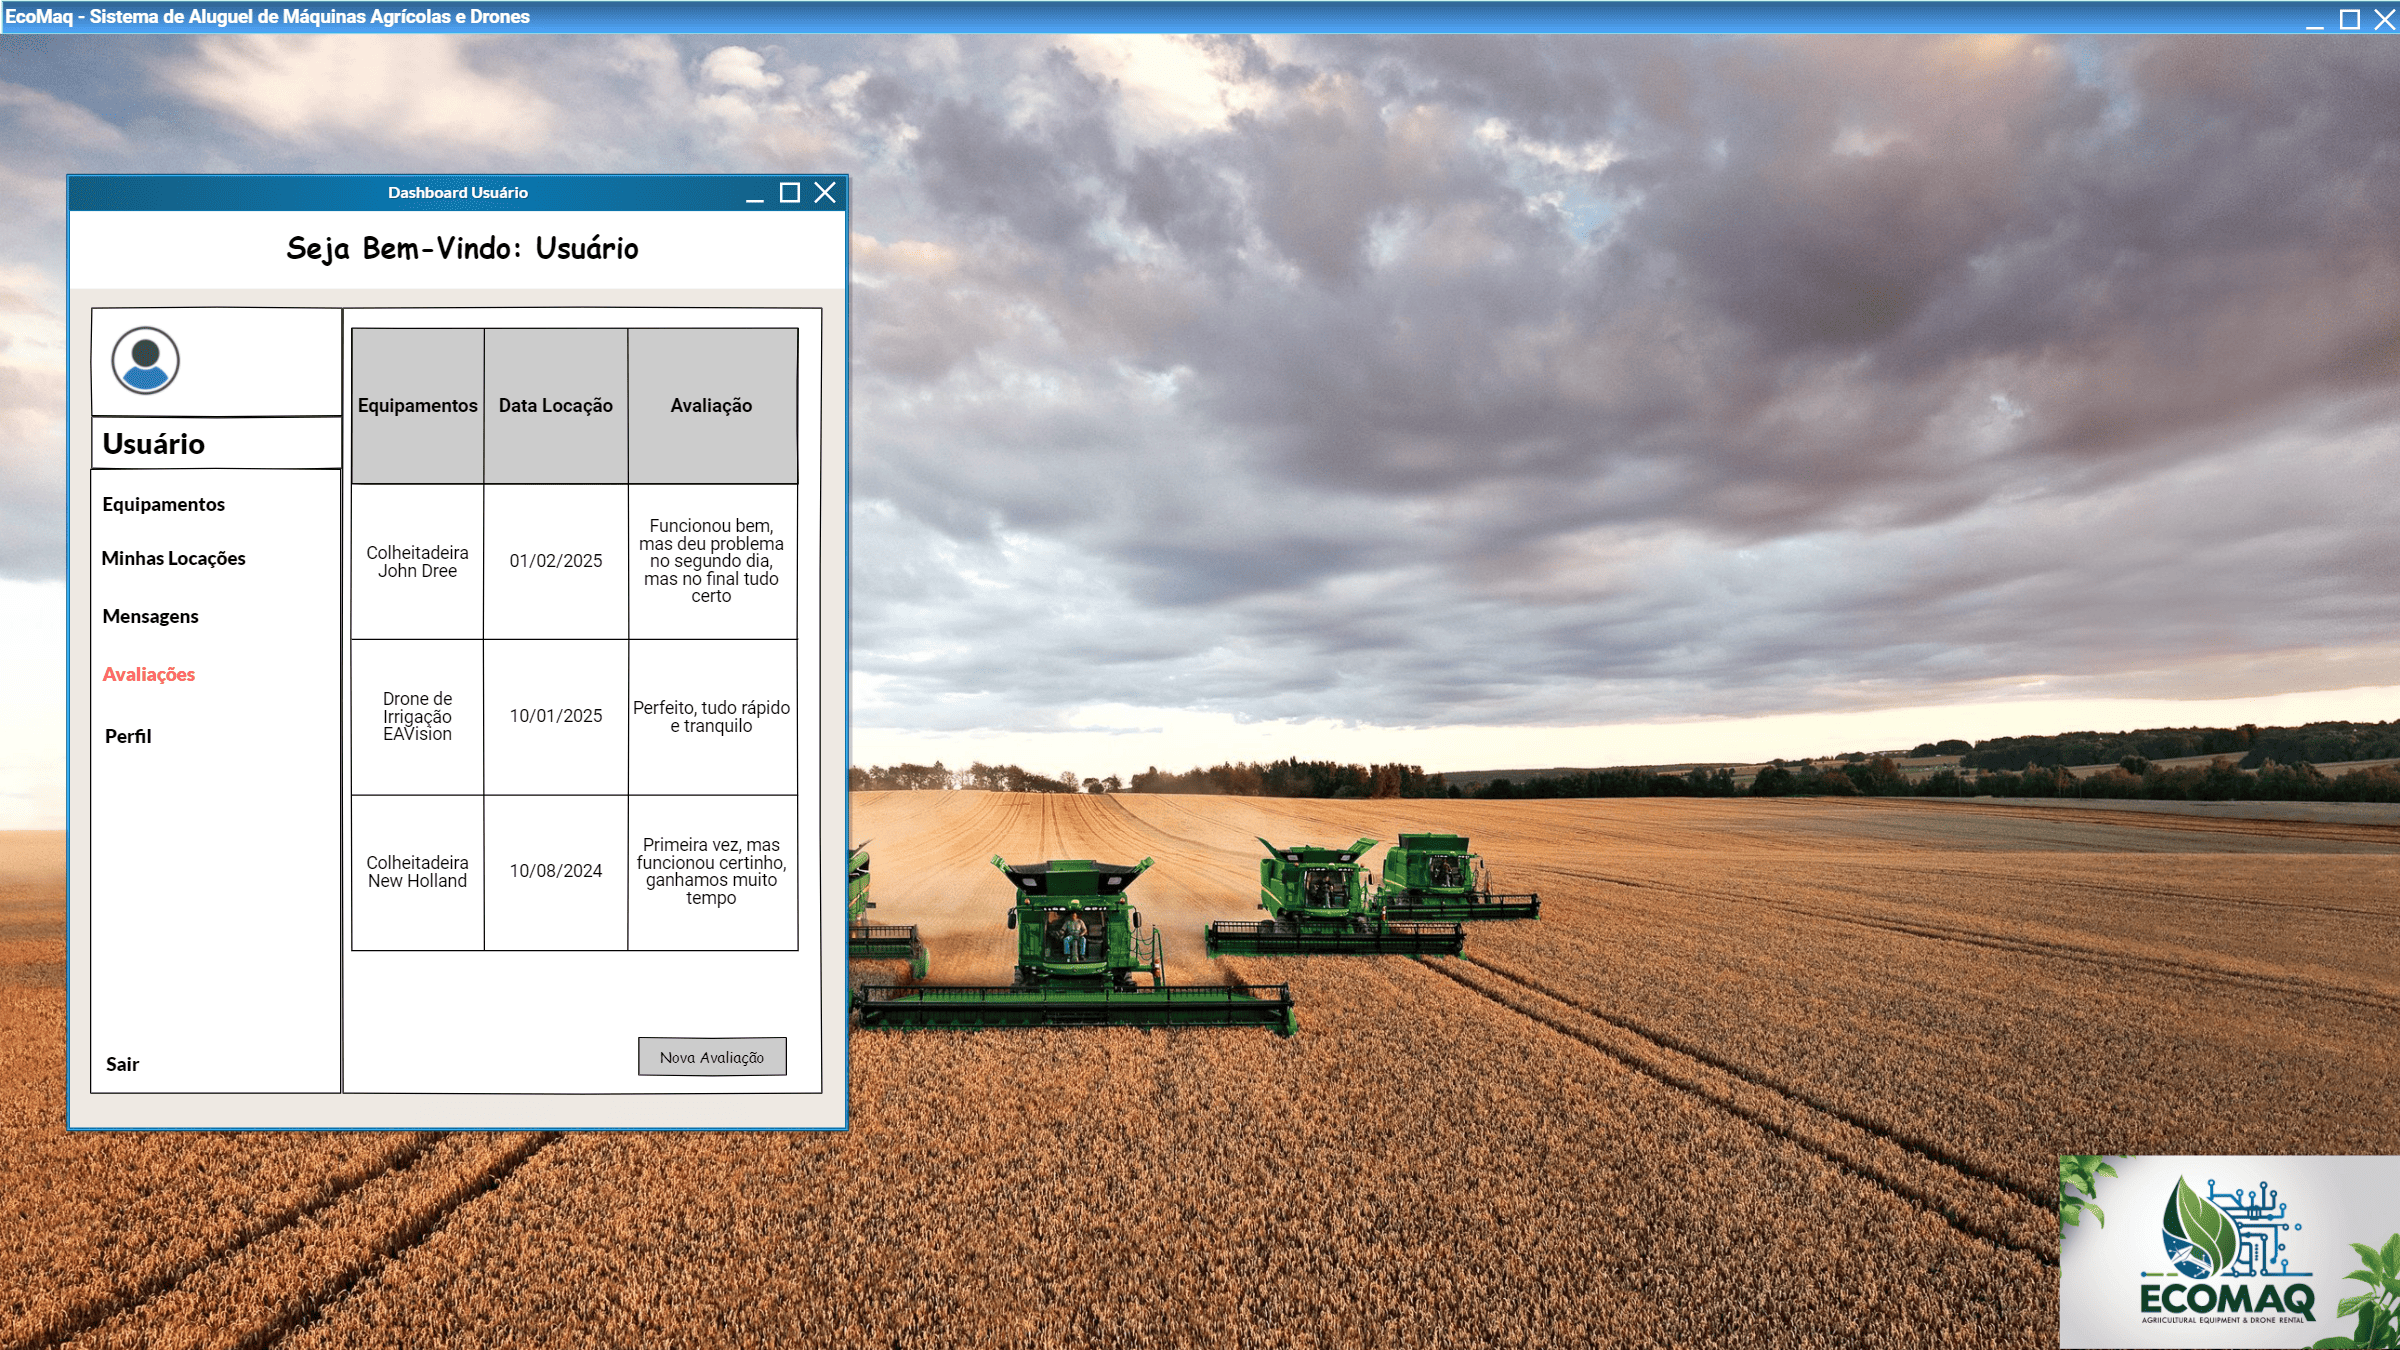 EcoMaq - Sistema de Aluguel de Máquinas Agrícolas e Drones
Dashboard Usuário
Seja Bem-Vindo: Usuário
Usuário
Equipamentos
Minhas Locações
Mensagens
Avaliações
Perfil
Sair
Equipamentos
Data Locação
Avaliação
Colheitadeira
John Dree
01/02/2025
Funcionou bem,
mas deu problema
no segundo dia,
mas no final tudo
certo
Drone de
Irrigação
EAVision
10/01/2025
Perfeito, tudo rápido
e tranquilo
Colheitadeira
New Holland
10/08/2024
Primeira vez, mas
funcionou certinho,
ganhamos muito
tempo
Nova Avaliação
ECOMAQ
AGRIICULTURAL EQUIPMENT & DRONE RENTAL